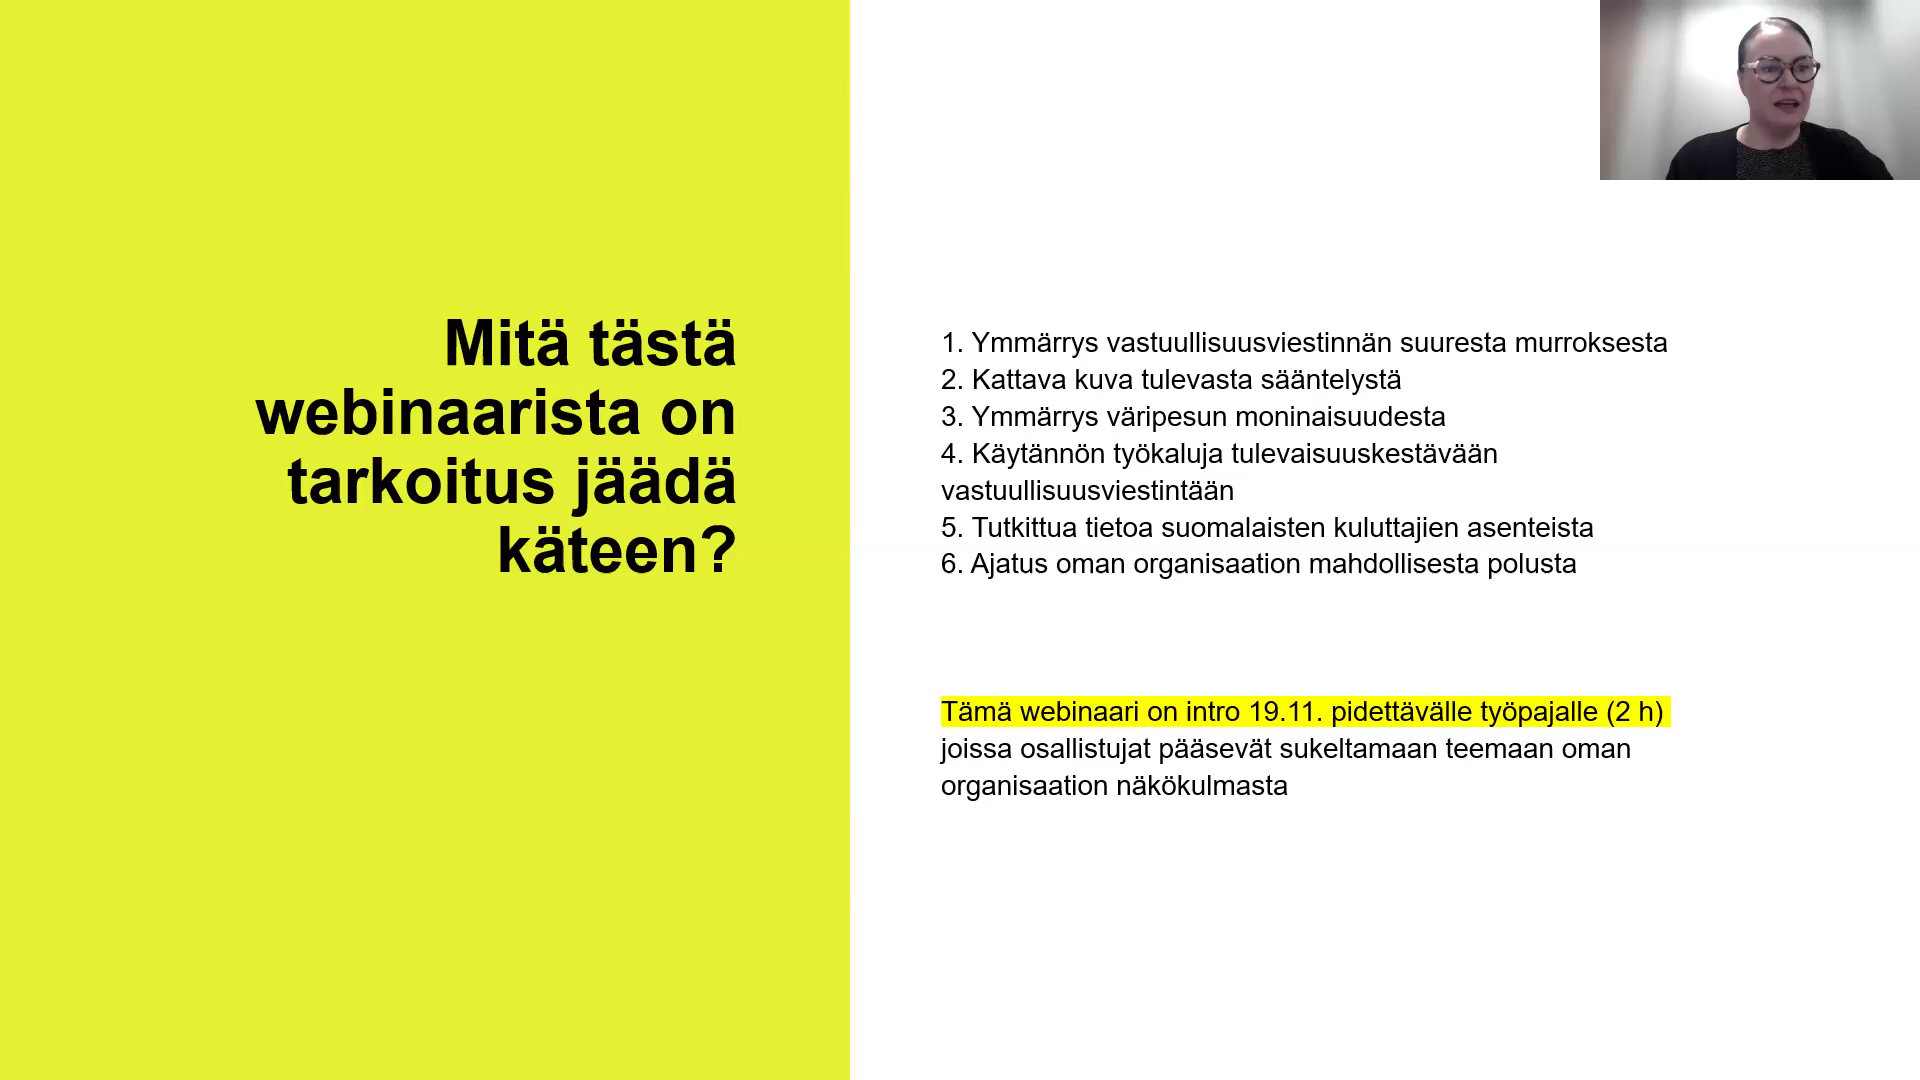 Mitä tästä
webinaarista on
tarkoitus jäädä
käteen?
1. Ymmärrys vastuullisuusviestinnän suuresta murroksesta
2. Kattava kuva tulevasta sääntelystä
3. Ymmärrys väripesun moninaisuudesta
4. Käytännön työkaluja tulevaisuuskestävään
vastuullisuusviestintään
5. Tutkittua tietoa suomalaisten kuluttajien asenteista
6. Ajatus oman organisaation mahdollisesta polusta
Tämä webinaari on intro 19.11. pidettävälle työpajalle (2 h)
joissa osallistujat pääsevät sukeltamaan teemaan oman
organisaation näkökulmasta